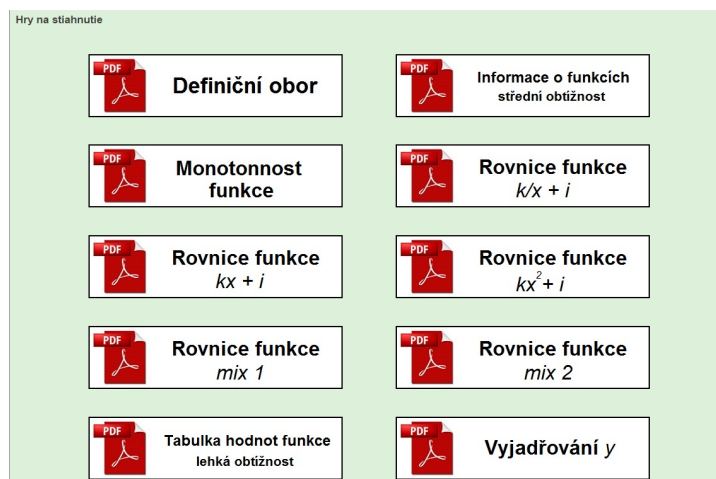 Hry na stiahnutie
PDF
Definiční obor
PDF
Informace o funkcích
střední obtižnost
PDF
Monotonnost
funkce
PDF
Rovnice funkce
k/x + i
PDF
Rovnice funkce
kx + i
PDF
Rovnice funkce
kx²+ i
PDF
Rovnice funkce
mix 1
PDF
Rovnice funkce
mix 2
PDF
Tabulka hodnot funkce
lehká obtižnost
PDF
Vyjadřování y